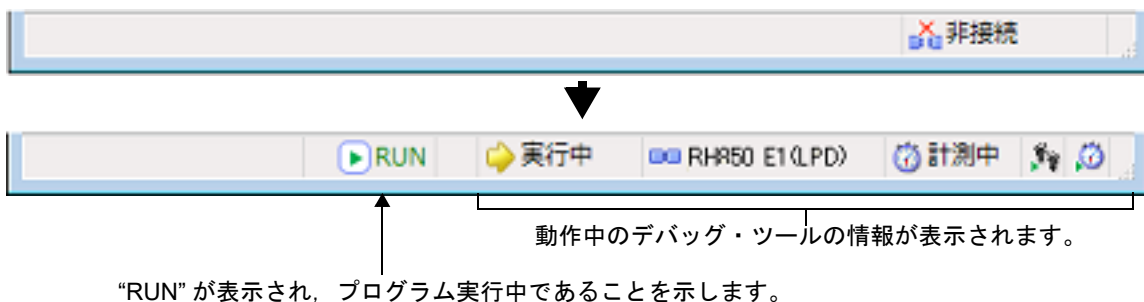 非接続
RUN 実行中 RH850 E1(LPD) 計測中
動作中のデバッグ・ツールの情報が表示されます。
“RUN” が表示され，プログラム実行中であることを示します。